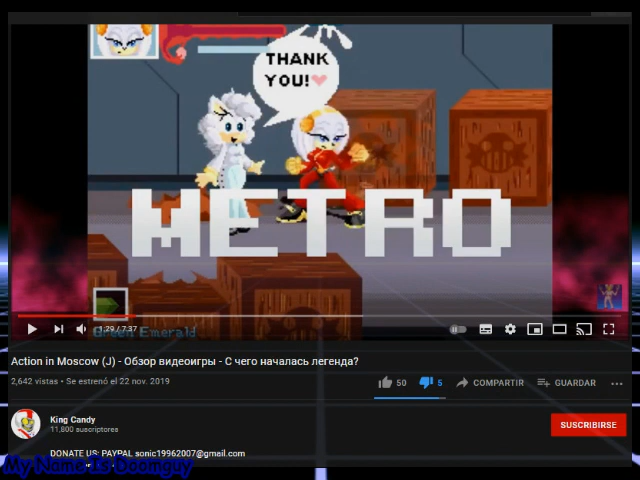 THANK
YOU!
METRO
Green Emerald
1:29 / 7:37
Action in Moscow (J) - Обзор видеоигры - С чего началась легенда?
2,642 vistas • Se estrenó el 22 nov. 2019
50
5
COMPARTIR
GUARDAR
King Candy
11,800 suscriptores
SUSCRIBIRSE
DONATE US: PAYPAL sonic19962007@gmail.com
My Name Is Doomguy